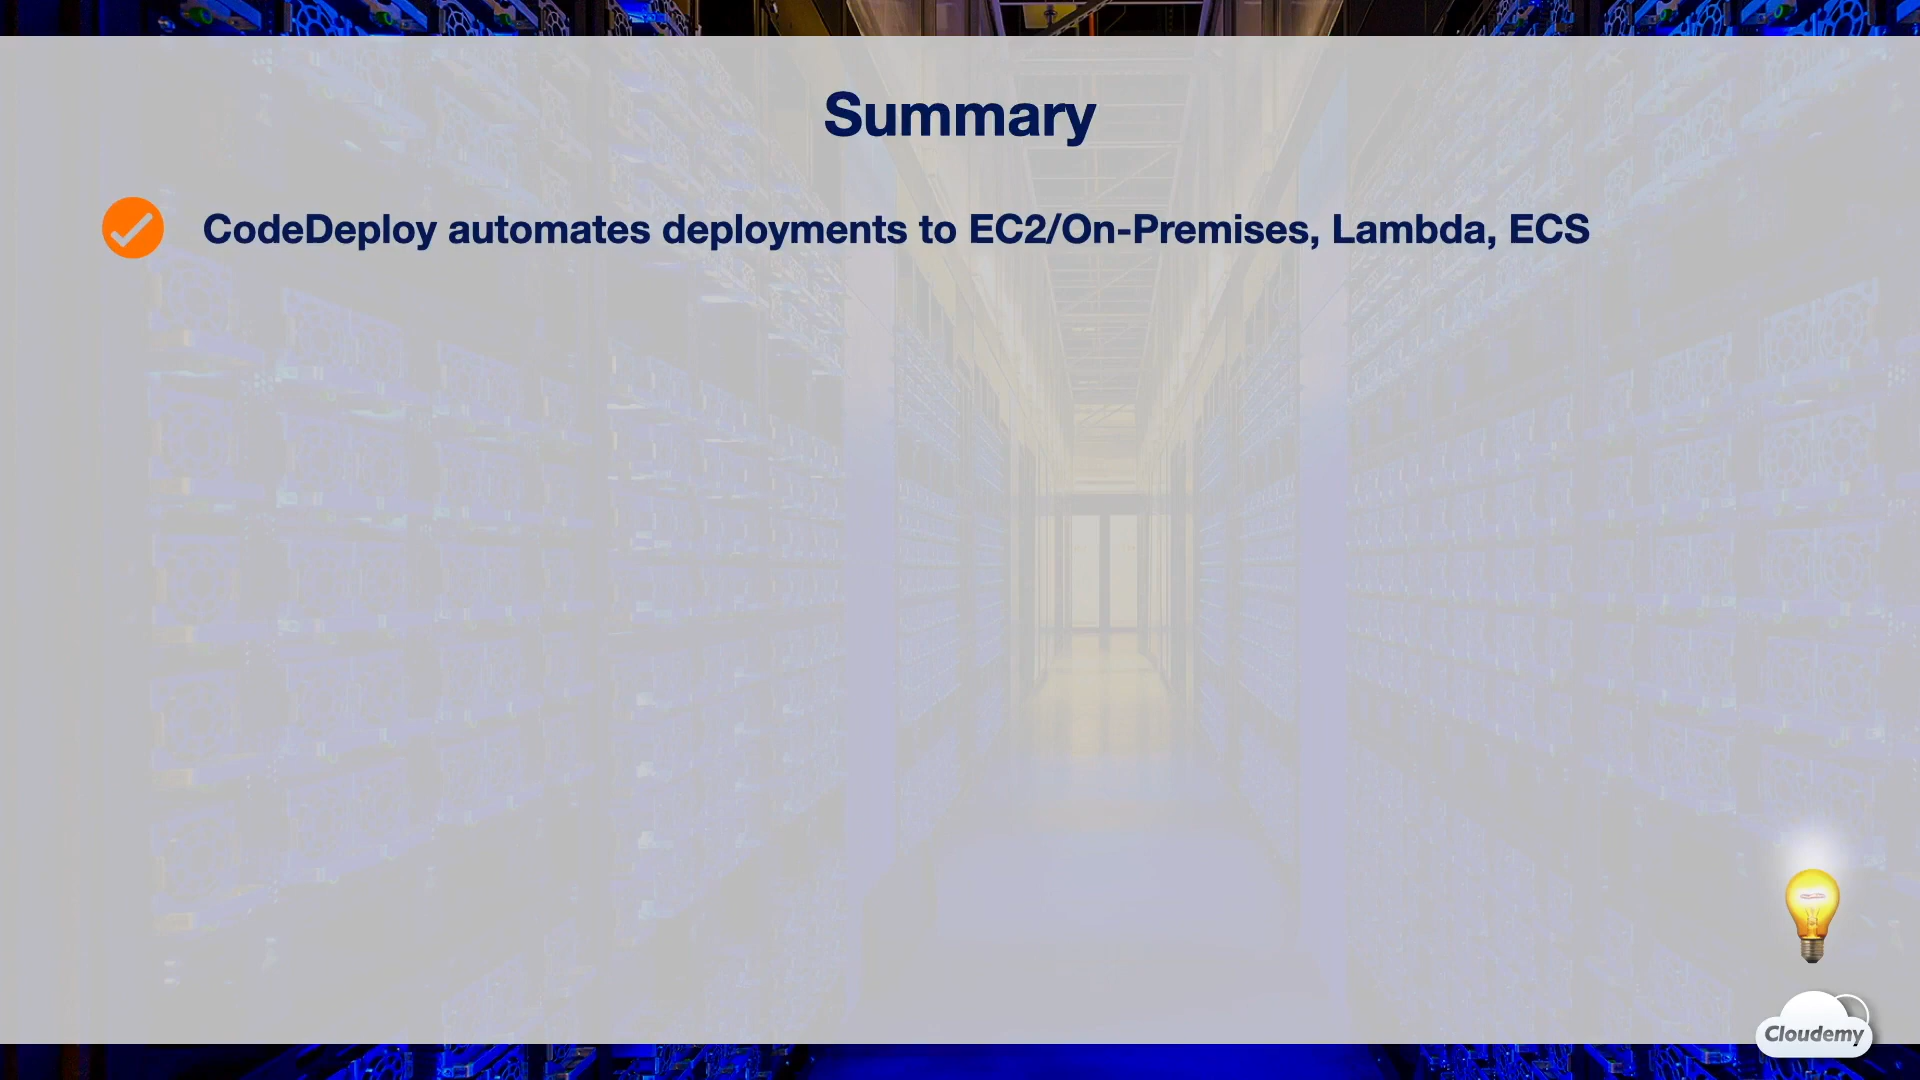 Summary
CodeDeploy automates deployments to EC2/On-Premises, Lambda, ECS
Cloudemy